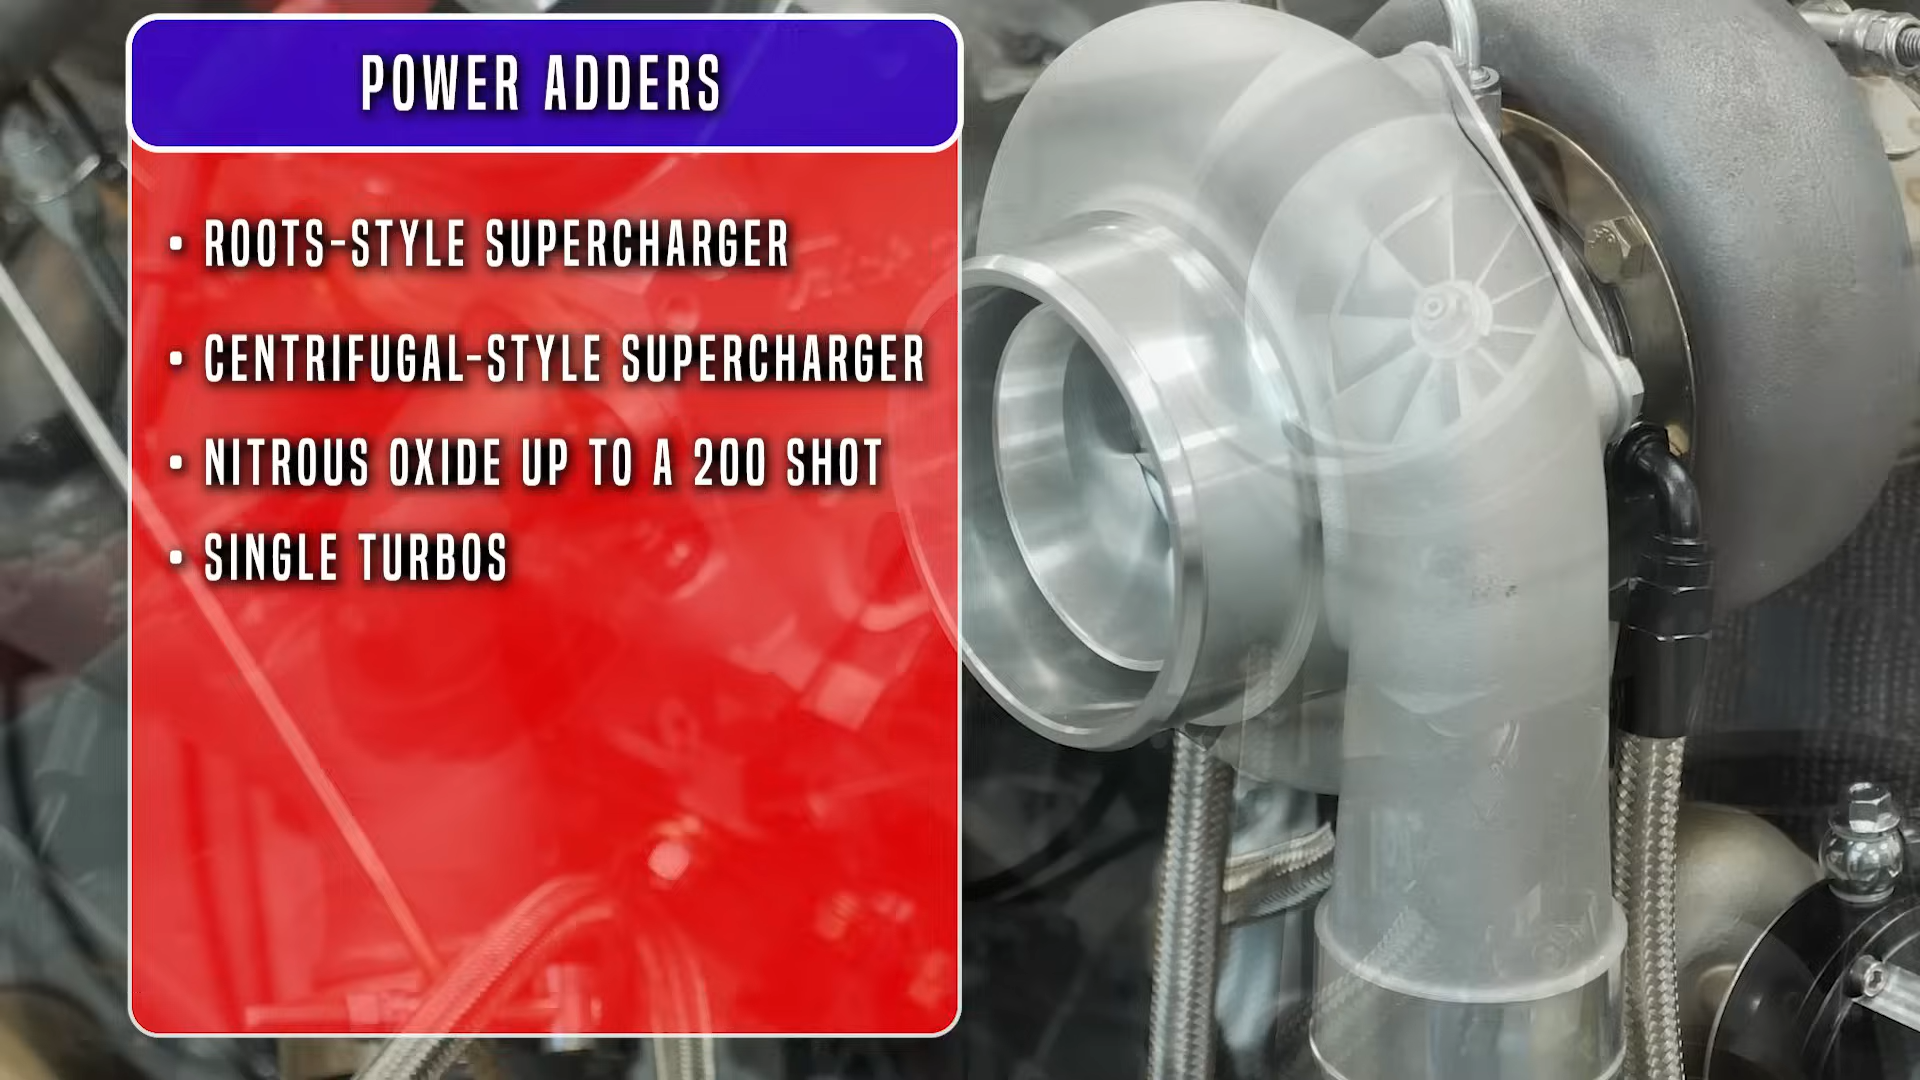 POWER ADDERS
• ROOTS-STYLE SUPERCHARGER
• CENTRIFUGAL-STYLE SUPERCHARGER
• NITROUS OXIDE UP TO A 200 SHOT
• SINGLE TURBOS